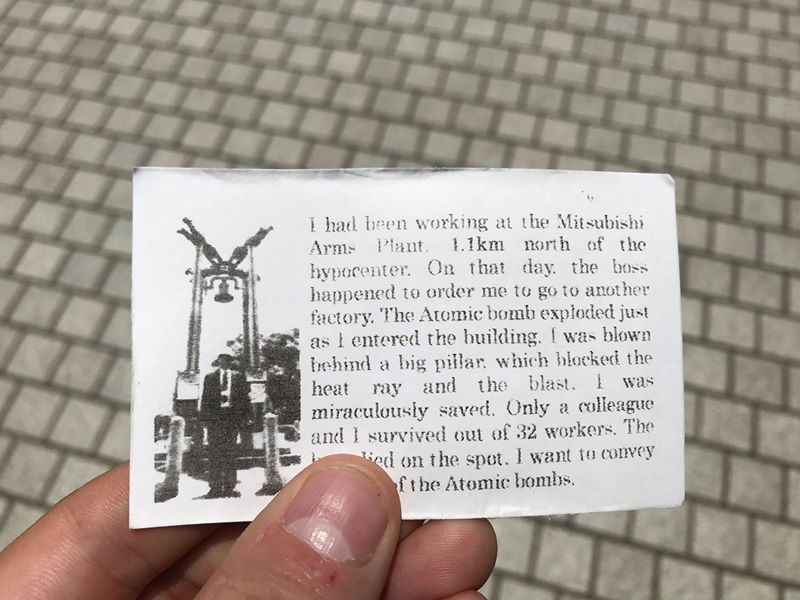 I had been working at the Mitsubishi
Arms Plant. 1.1km north of the
hypocenter. On that day. the boss
happened to order me to go to another
factory. The Atomic bomb exploded just
as I entered the building. I was blown
behind a big pillar. which blocked the
heat ray and the blast. I was
miraculously saved. Only a colleague
and I survived out of 32 workers. The
on the spot. I want to convey
the Atomic bombs.